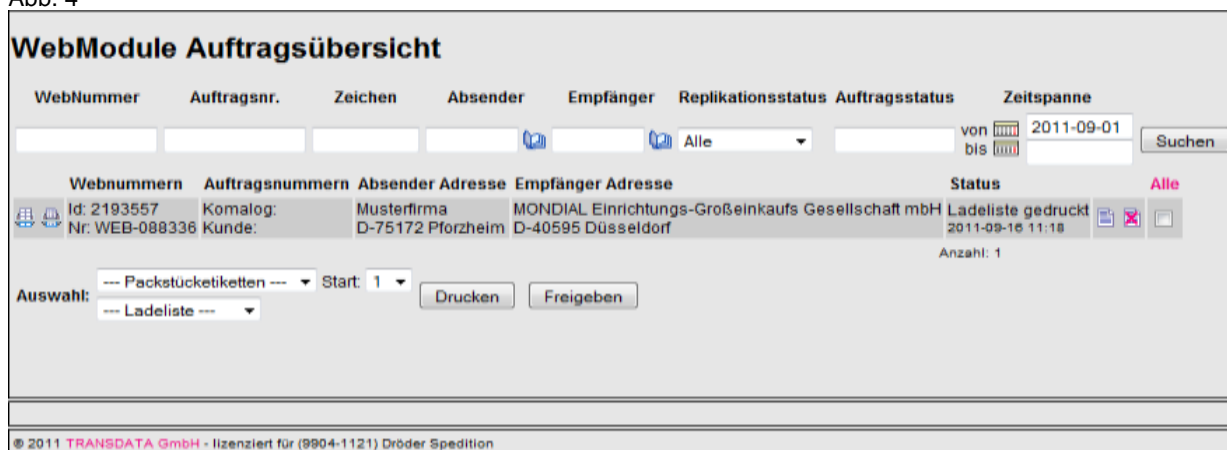 Abb. 4
WebModule Auftragsübersicht
WebNummer Auftragsnr. Zeichen Absender Empfänger Replikationsstatus Auftragsstatus Zeitspanne
Alle von 2011-09-01 Suchen
bis
Webnummern Auftragsnummern Absender Adresse Empfänger Adresse Status Alle
Id: 2193557 Komalog: Musterfirma MONDIAL Einrichtungs-Großeinkaufs Gesellschaft mbH Ladeliste gedruckt
Nr: WEB-088336 Kunde: D-75172 Pforzheim D-40595 Düsseldorf 2011-09-16 11:18
Anzahl: 1
Auswahl: --- Packstücketiketten --- Start: 1 Drucken Freigeben
--- Ladeliste ---
© 2011 TRANSDATA GmbH - lizenziert für (9904-1121) Dröder Spedition